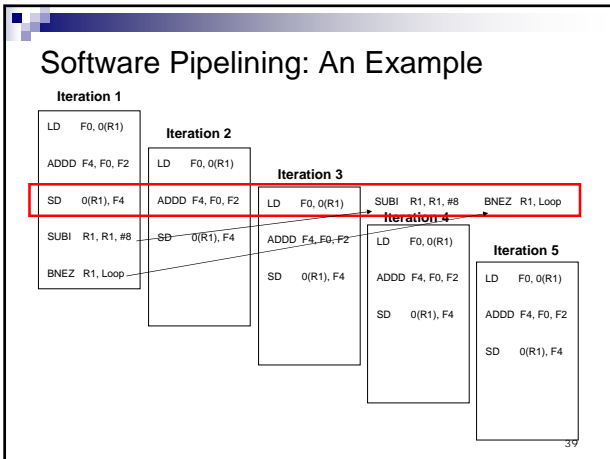 Software Pipelining: An Example
Iteration 1
LD F0, 0(R1)
ADDD F4, F0, F2
SD 0(R1), F4
SUBI R1, R1, #8
BNEZ R1, Loop
Iteration 2
LD F0, 0(R1)
ADDD F4, F0, F2
SD 0(R1), F4
Iteration 3
LD F0, 0(R1)
ADDD F4, F0, F2
SD 0(R1), F4
SUBI R1, R1, #8 BNEZ R1, Loop
Iteration 4
LD F0, 0(R1)
ADDD F4, F0, F2
SD 0(R1), F4
Iteration 5
LD F0, 0(R1)
ADDD F4, F0, F2
SD 0(R1), F4
39